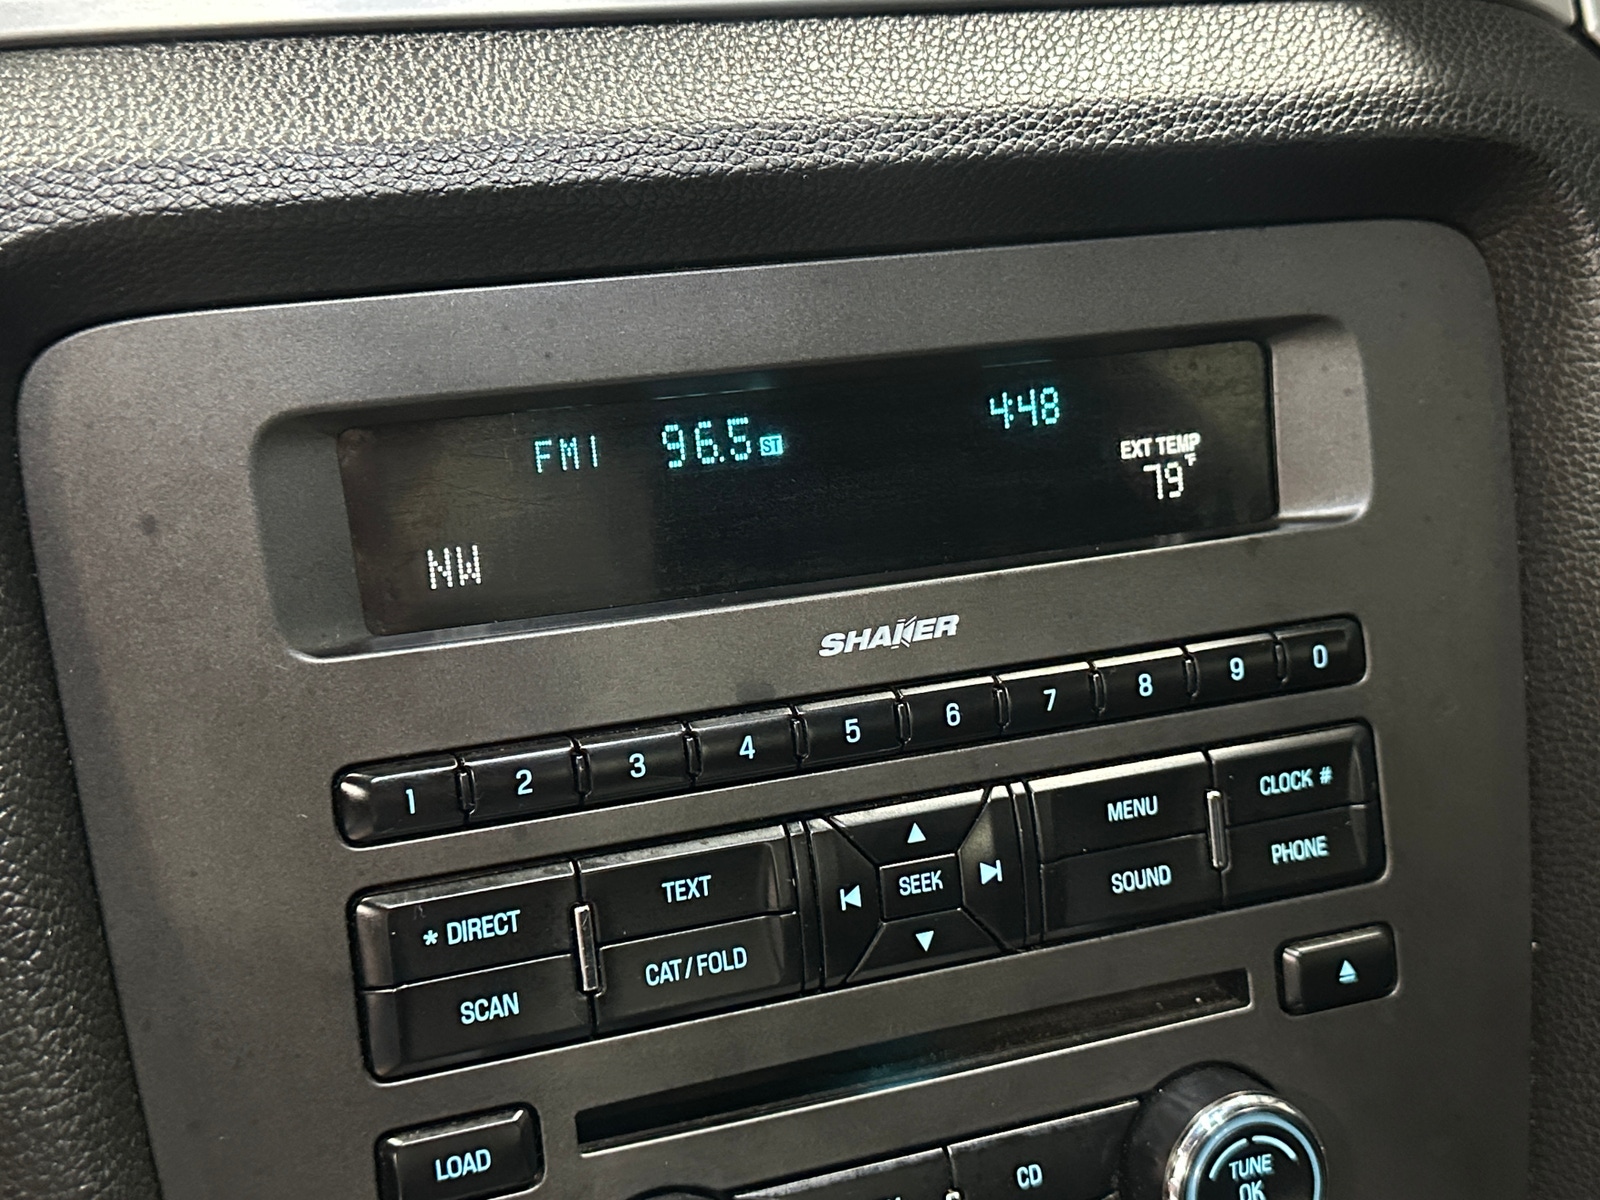 FM1 96.5 ST 4:48
EXT TEMP
79°F
NW
SHAKER
1 2 3 4 5 6 7 8 9 0
* DIRECT TEXT SEEK MENU CLOCK #
SCAN CAT/FOLD SOUND PHONE
LOAD CD TUNE
OK